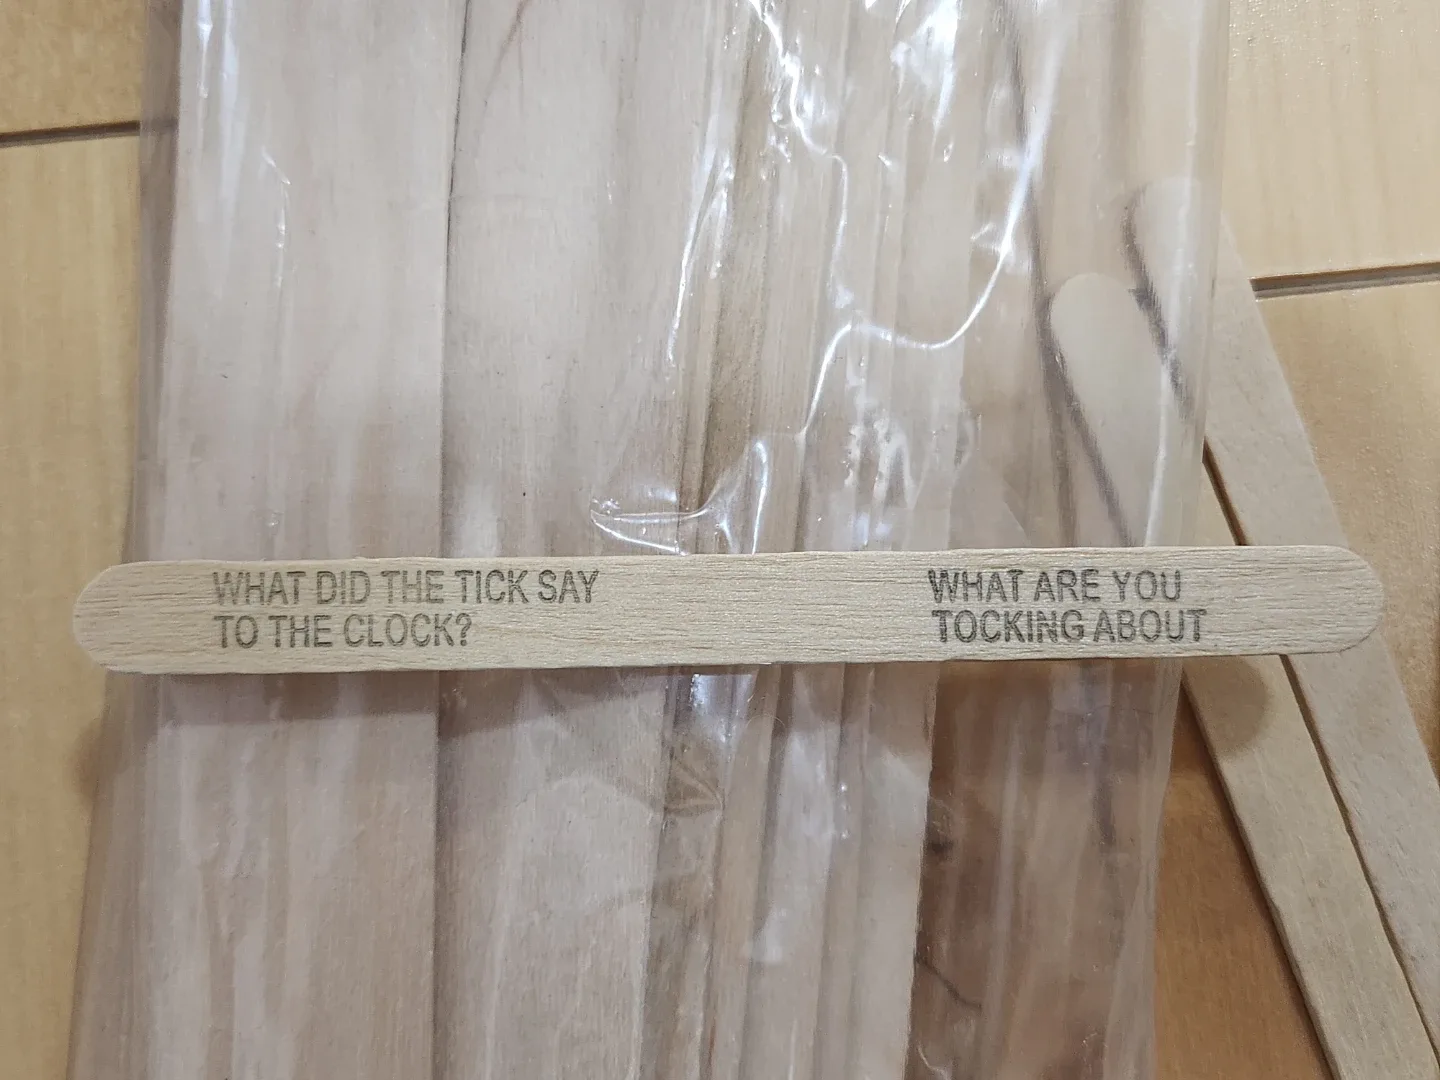 WHAT DID THE TICK SAY
TO THE CLOCK?
WHAT ARE YOU
TOCKING ABOUT